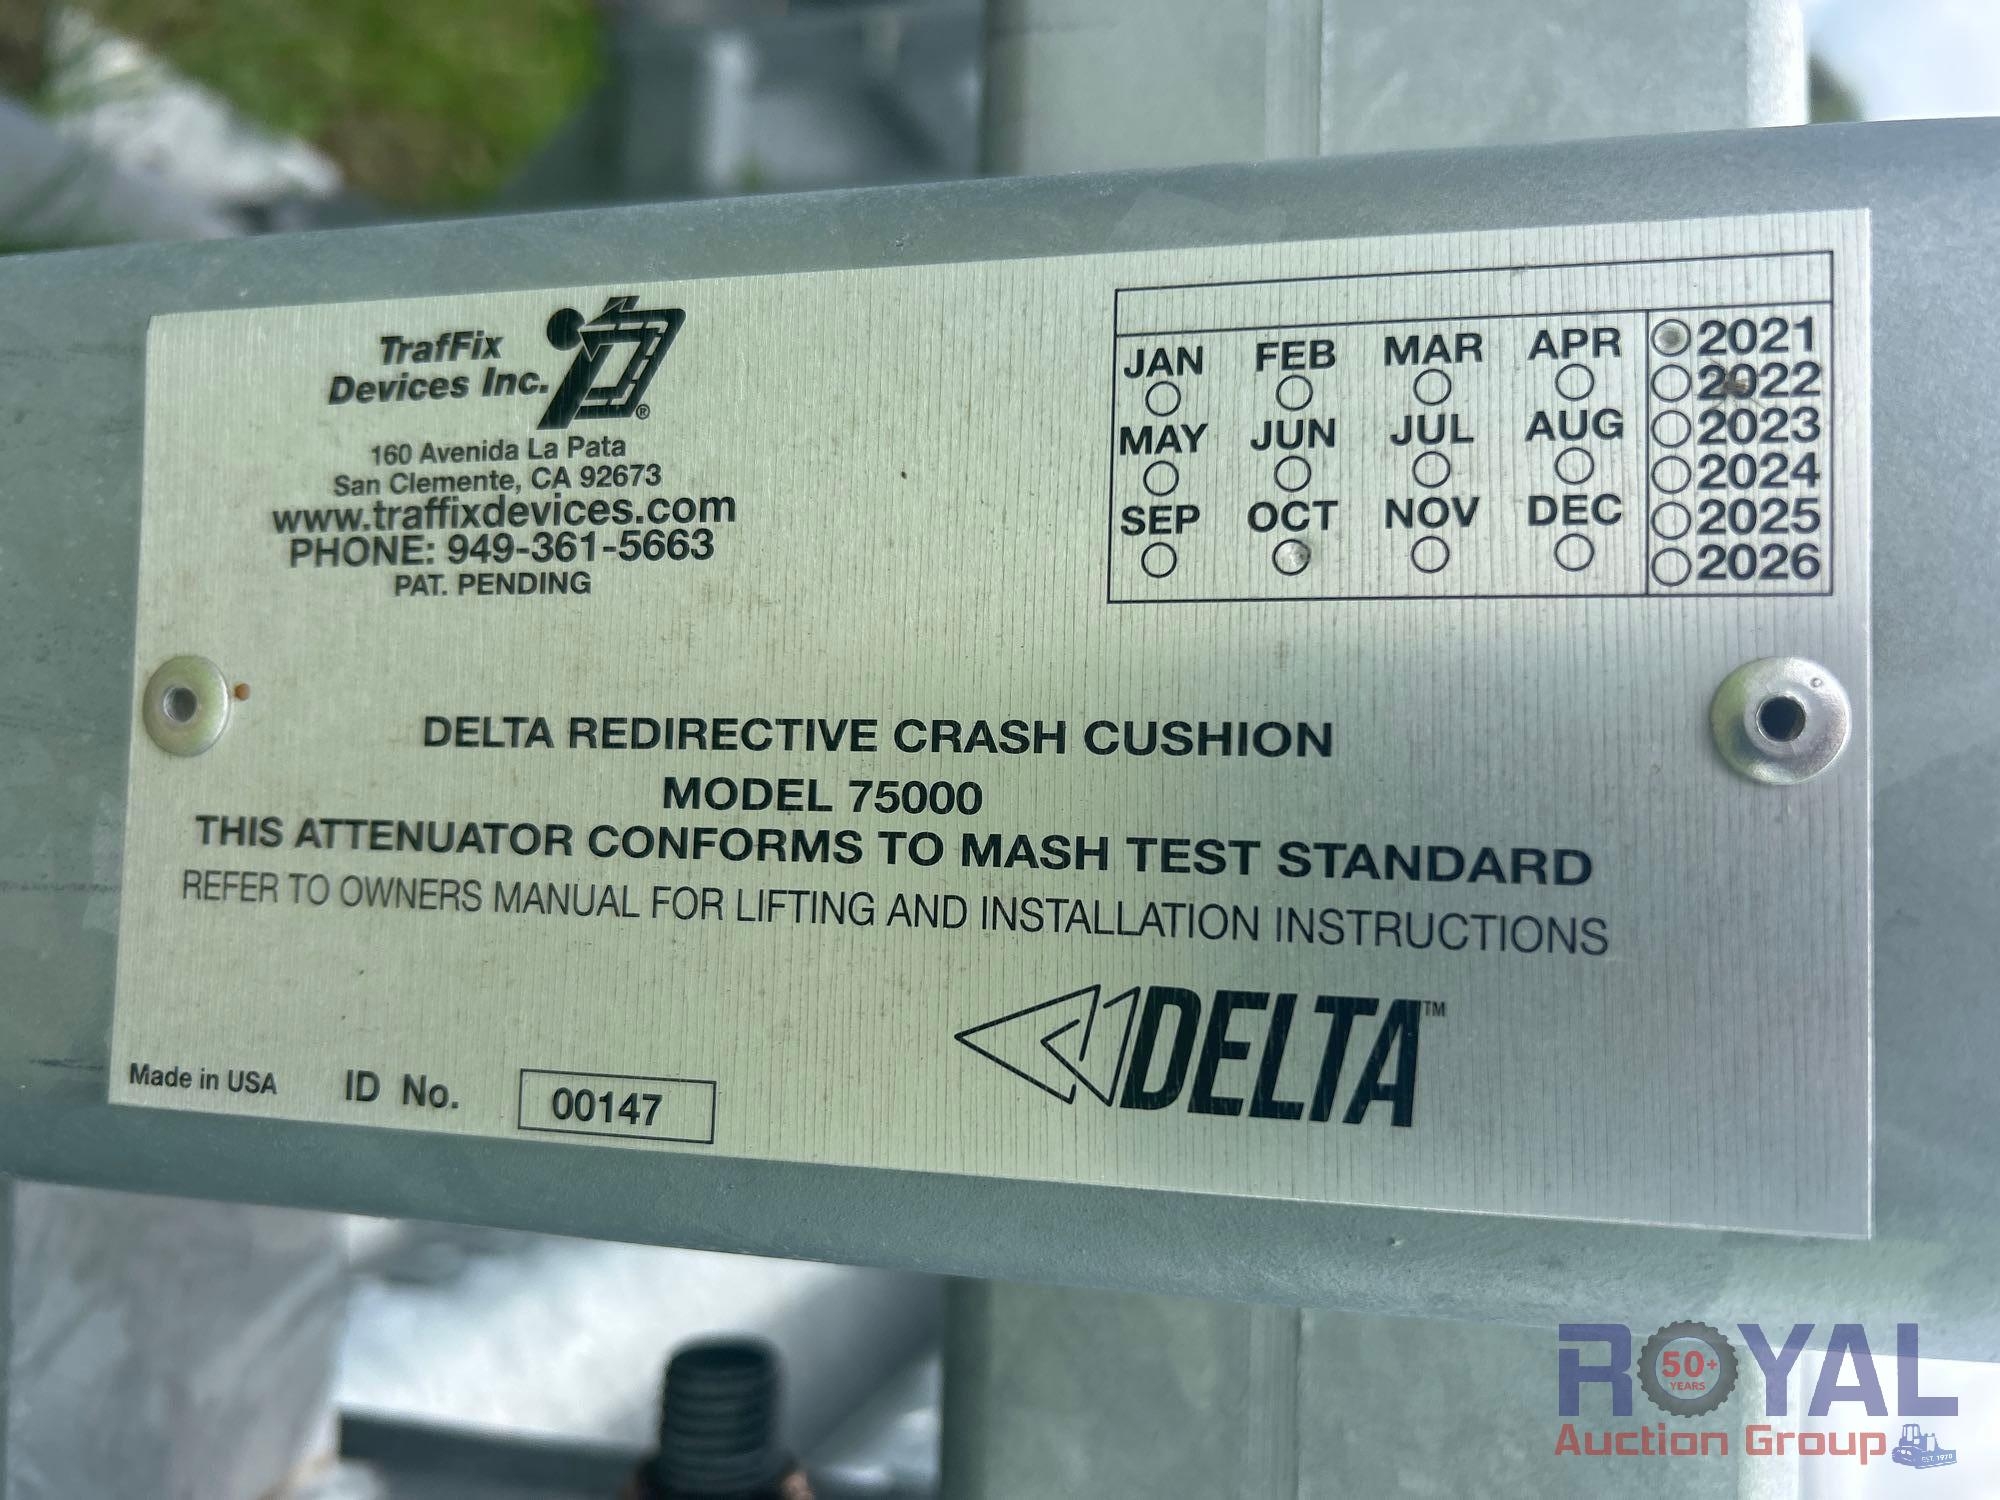 TrafFix
Devices Inc.
®
160 Avenida La Pata
San Clemente, CA 92673
www.traffixdevices.com
PHONE: 949-361-5663
PAT. PENDING
JAN FEB MAR APR
MAY JUN JUL AUG
SEP OCT NOV DEC
2021
2022
2023
2024
2025
2026
DELTA REDIRECTIVE CRASH CUSHION
MODEL 75000
THIS ATTENUATOR CONFORMS TO MASH TEST STANDARD
REFER TO OWNERS MANUAL FOR LIFTING AND INSTALLATION INSTRUCTIONS
Made in USA ID No. 00147
DELTA™
ROYAL
50+
YEARS
Auction Group
EST. 1970